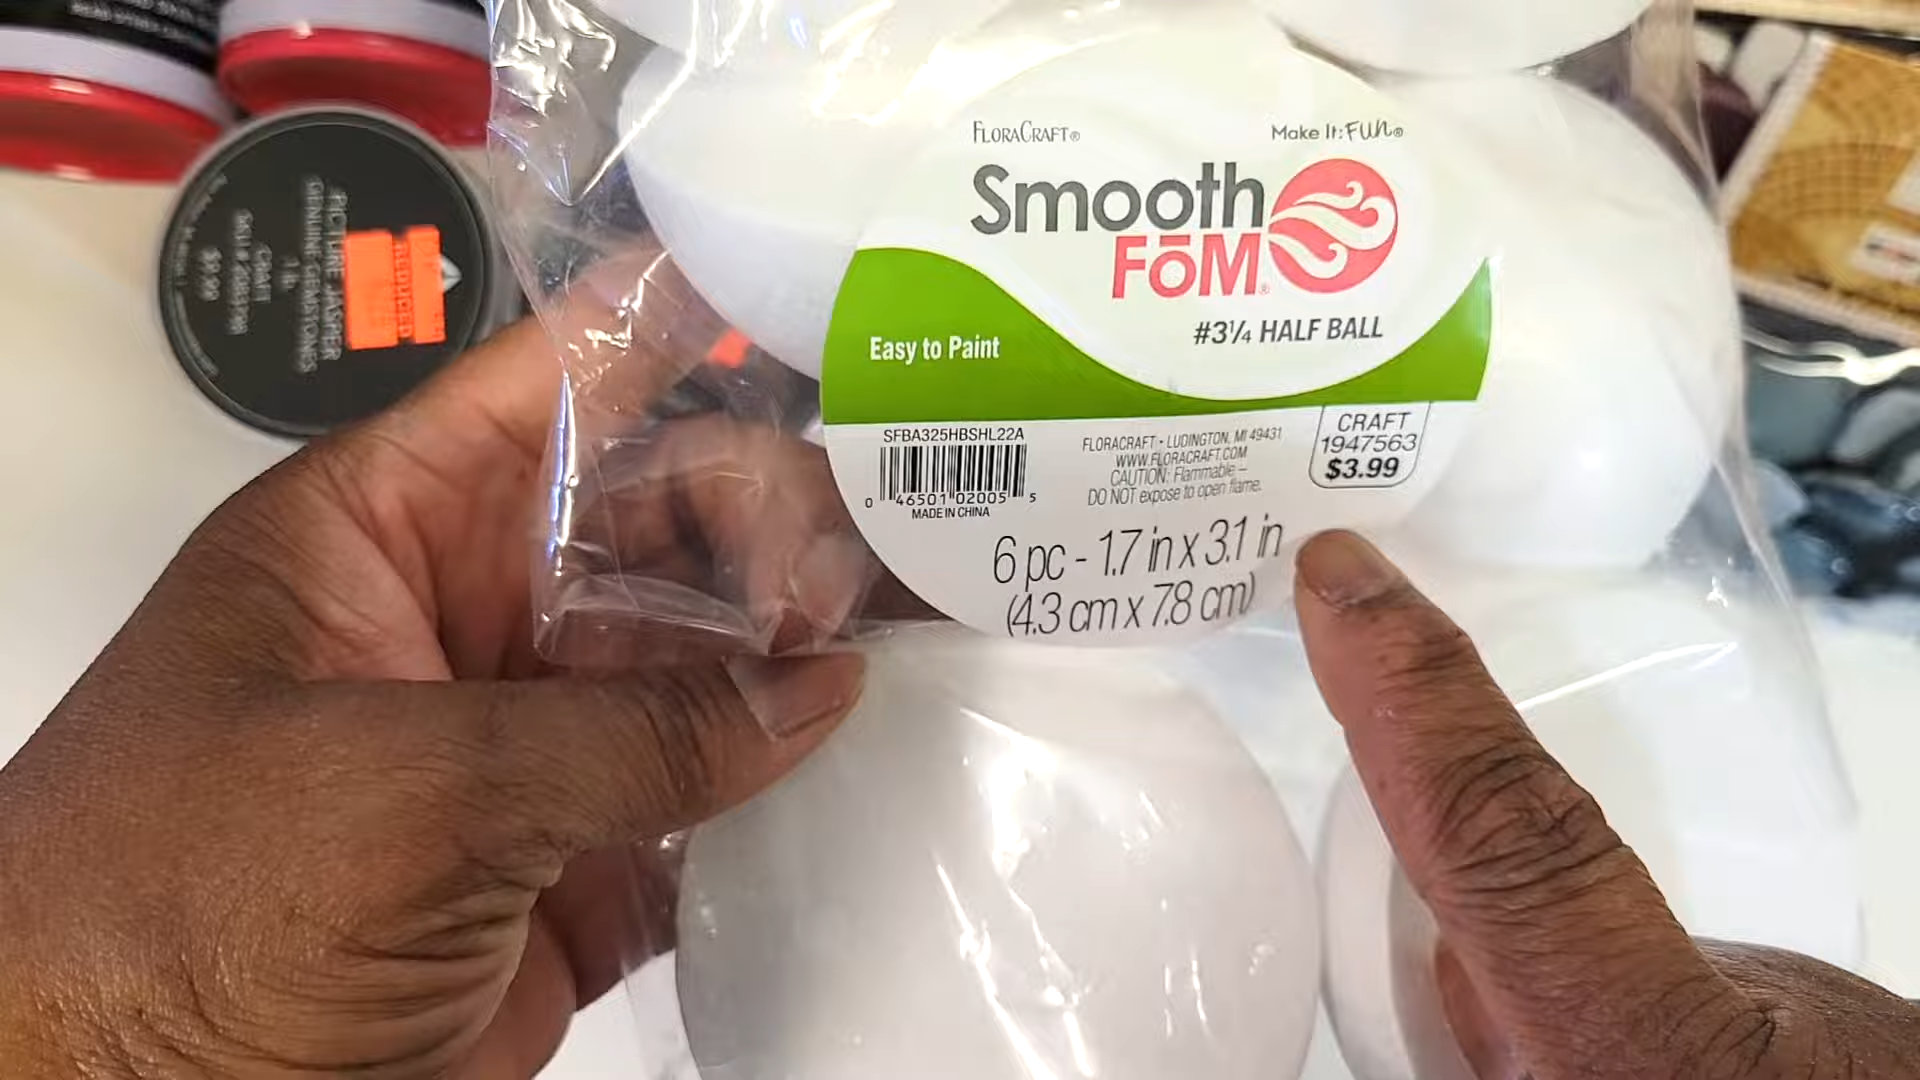 FLORACRAFT®
Make It: FUN®
Smooth
FōM®
#3¼ HALF BALL
Easy to Paint
SFBA325HBSHL22A
0 46501 02005 5
MADE IN CHINA
FLORACRAFT • LUDINGTON, MI 49431
WWW.FLORACRAFT.COM
CAUTION: Flammable –
DO NOT expose to open flame.
CRAFT
1947563
$3.99
6 pc - 1.7 in x 3.1 in
(4.3 cm x 7.8 cm)
PICTURE JASPER
GENUINE GEMSTONES
1 lb.
CRAFT
$9.99
REDUCED